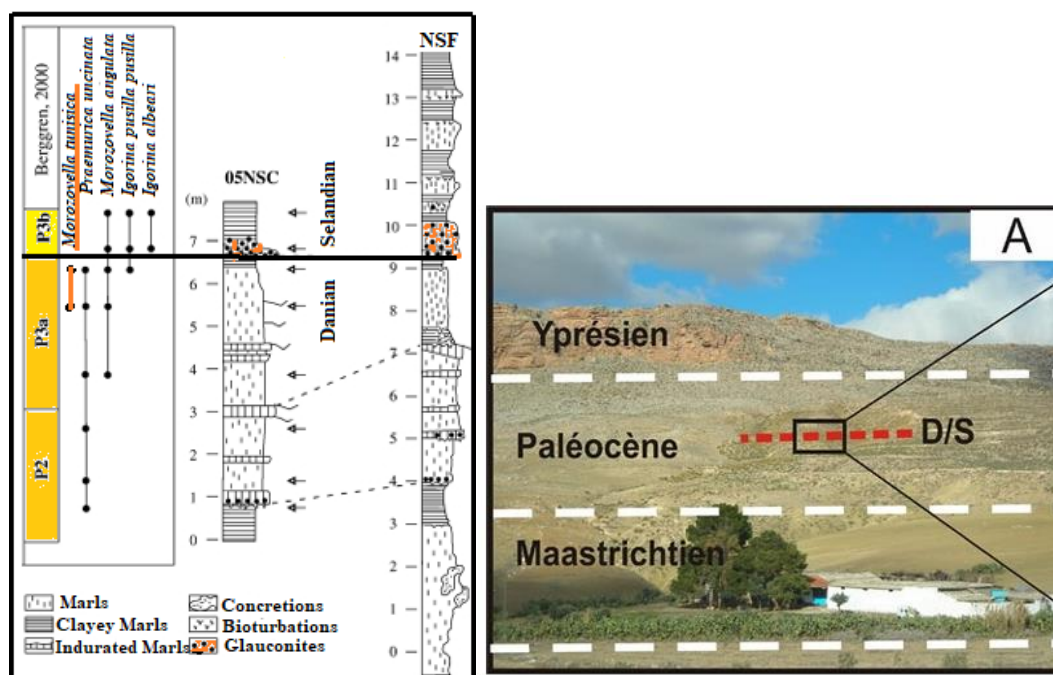 Berggren, 2000
Morozovella tunisica
Praemurica uncinata
Morozovella angulata
Igorina pusilla pusilla
Igorina albeari
P3b
P3a
P2
05NSC
(m)
7
6
5
4
3
2
1
0
Selandian
Danian
NSF
14
13
12
11
10
9
8
7
6
5
4
3
2
1
0
Marls
Clayey Marls
Indurated Marls
Concretions
Bioturbations
Glauconites
A
Yprésien
Paléocène
D/S
Maastrichtien